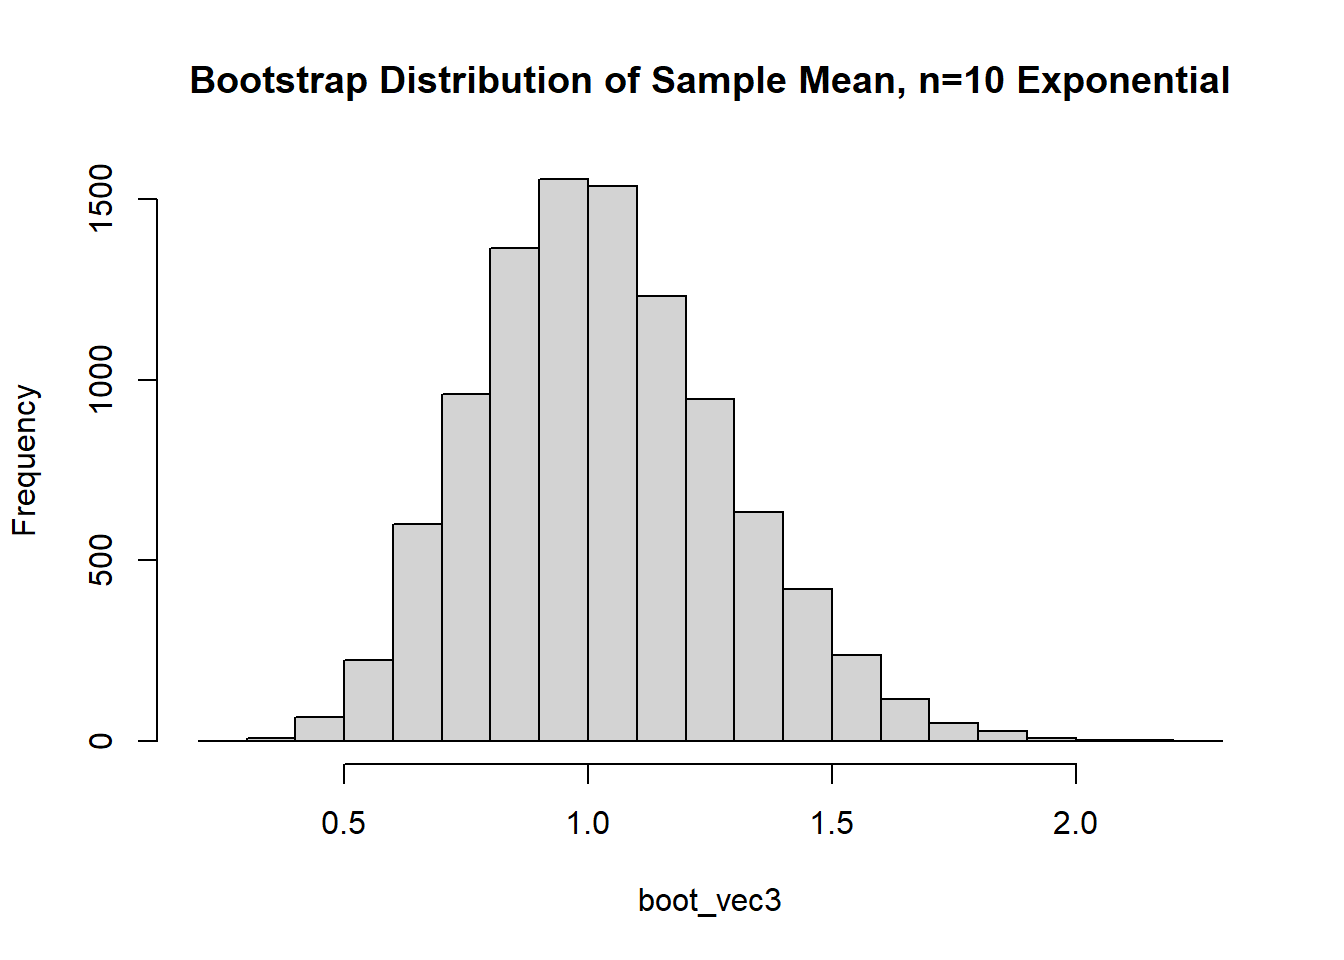 Bootstrap Distribution of Sample Mean, n=10 Exponential
Frequency
1500
1000
500
0
0.5 1.0 1.5 2.0
boot_vec3